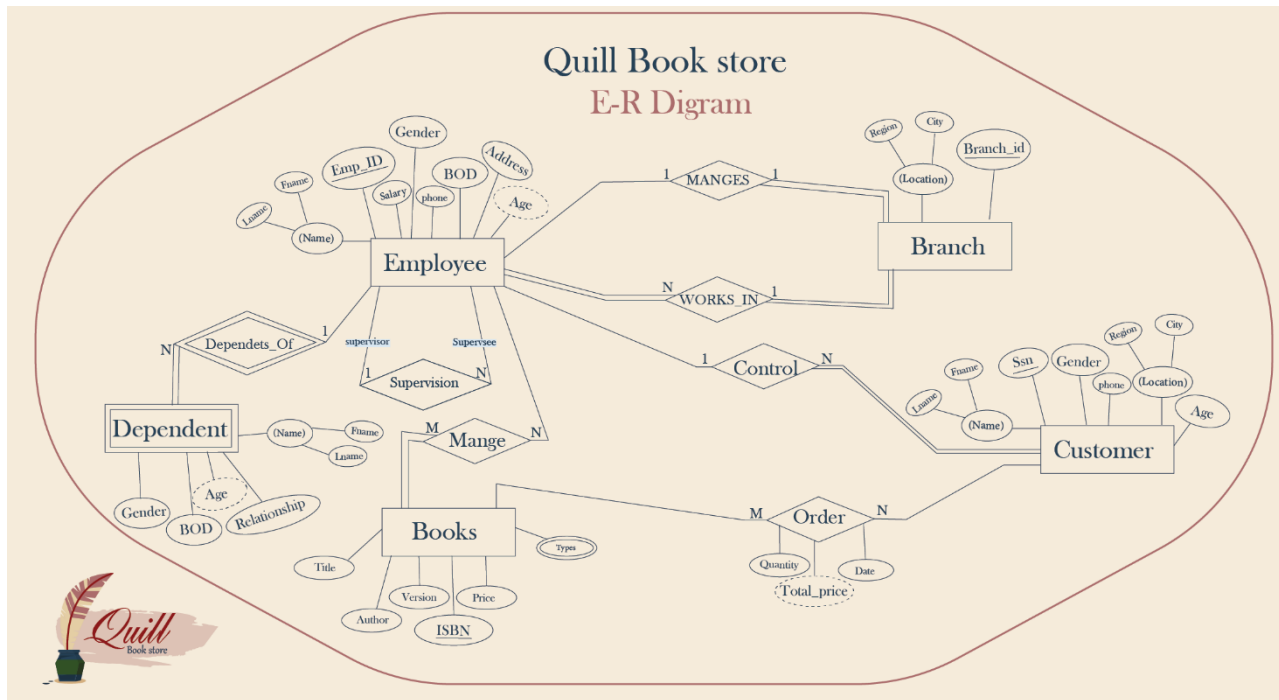 Quill Book store
E-R Digram
Gender
Emp_ID
Address
BOD
Fname
Salary
phone
Age
Lname
(Name)
Employee
1
MANGES
1
Region
City
Branch_id
(Location)
Branch
N
WORKS_IN
1
N
Dependets_Of
1
supervisor
Supervsee
1
Supervision
N
1
Control
N
Dependent
(Name)
Fname
Lname
Gender
BOD
Age
Relationship
M
Mange
N
Fname
Lname
(Name)
Ssn
Gender
phone
Region
City
(Location)
Age
Customer
Books
Title
Author
Version
ISBN
Price
Types
M
Order
N
Quantity
Total_price
Date
Quill
Book store